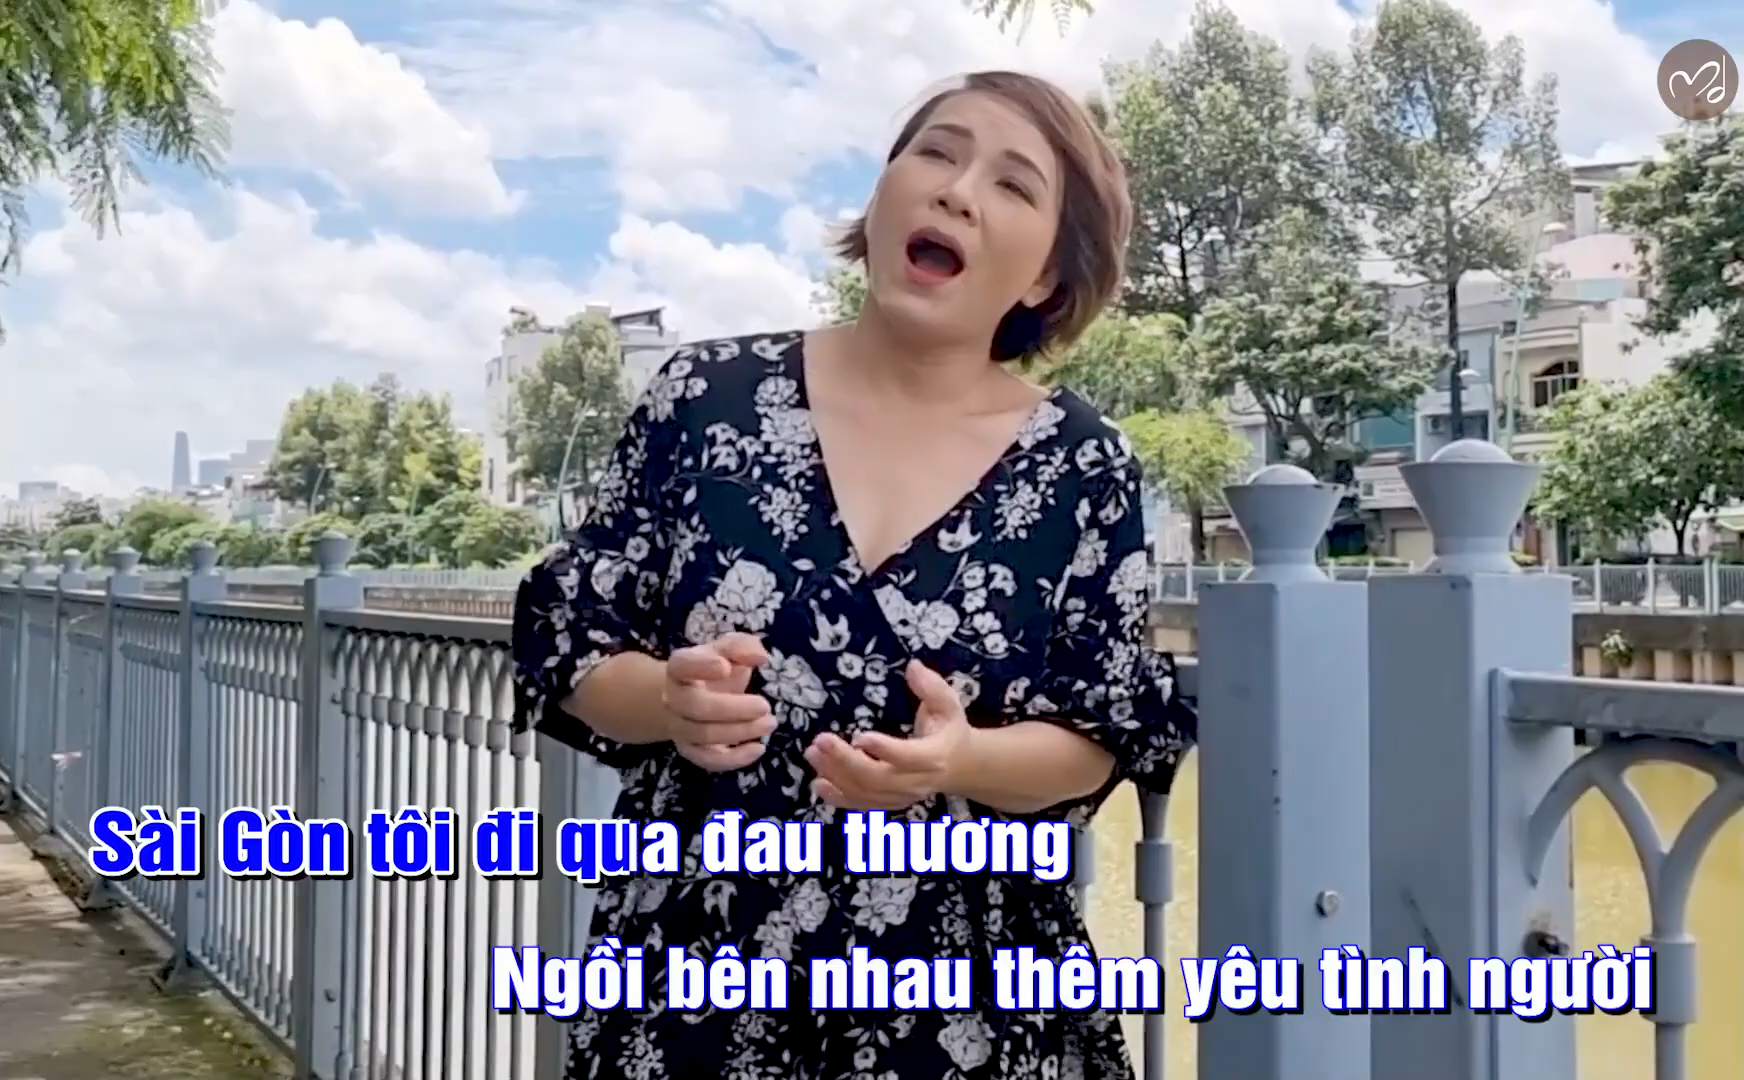 Sài Gòn tôi đi qua đau thương
Ngồi bên nhau thêm yêu tình người